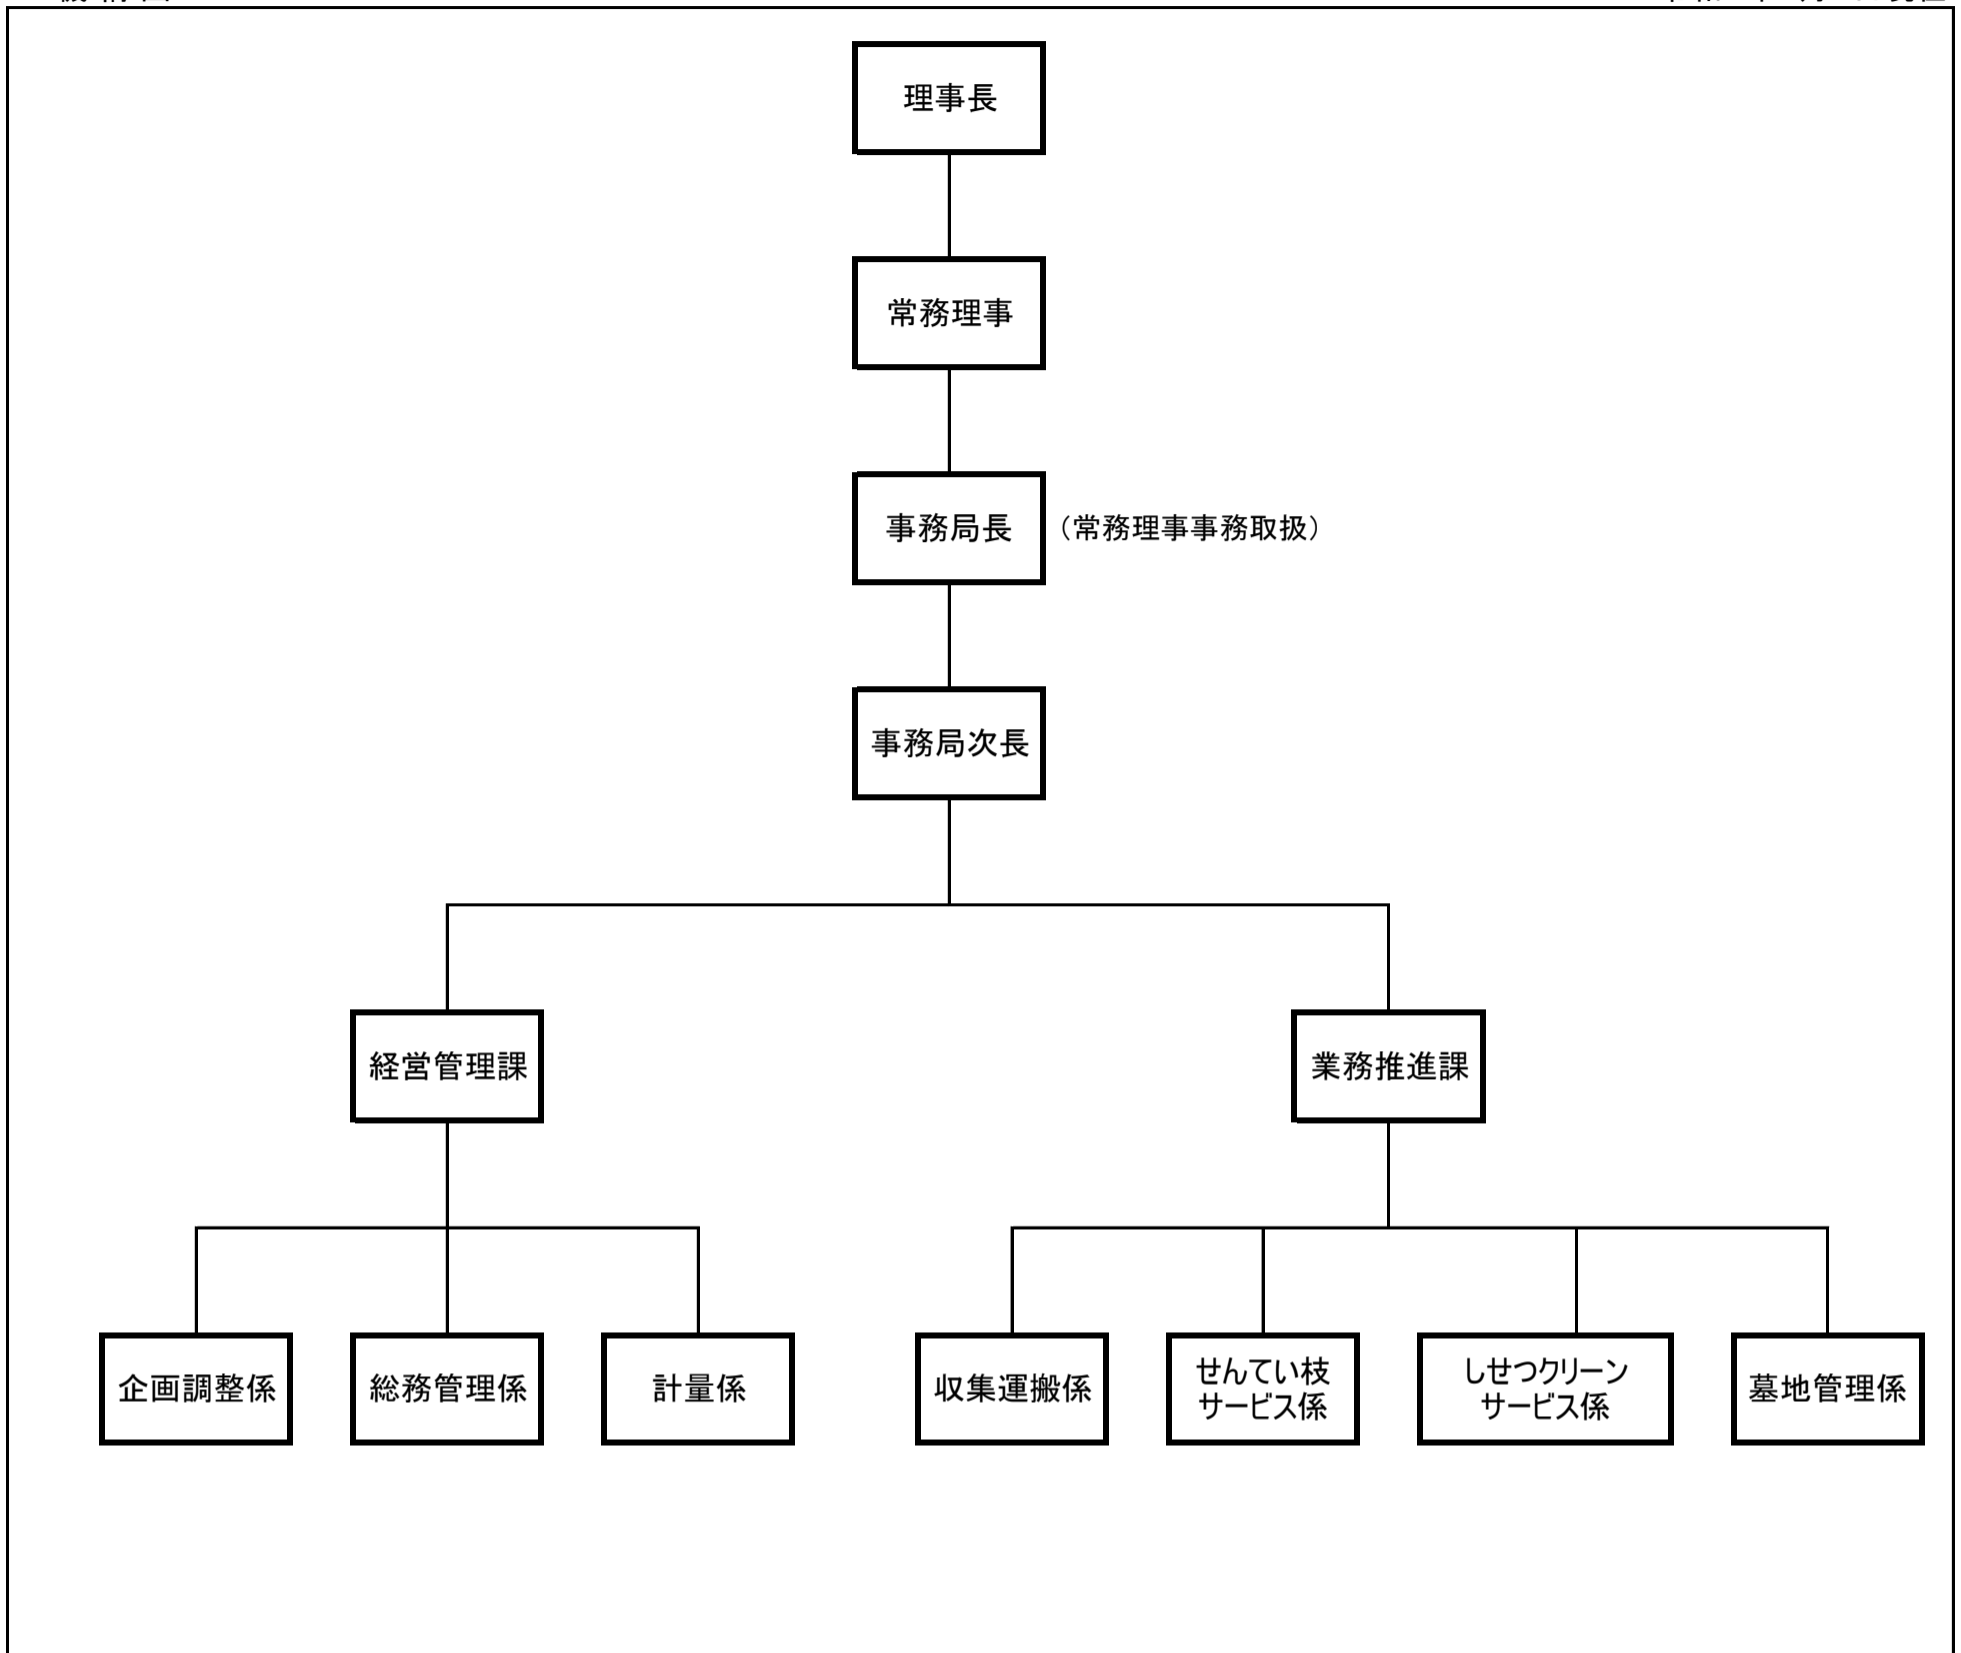 理事長
常務理事
事務局長 （常務理事事務取扱）
事務局次長
経営管理課 業務推進課
企画調整係 総務管理係 計量係 収集運搬係 せんてい枝 しせつクリーン 墓地管理係
サービス係 サービス係